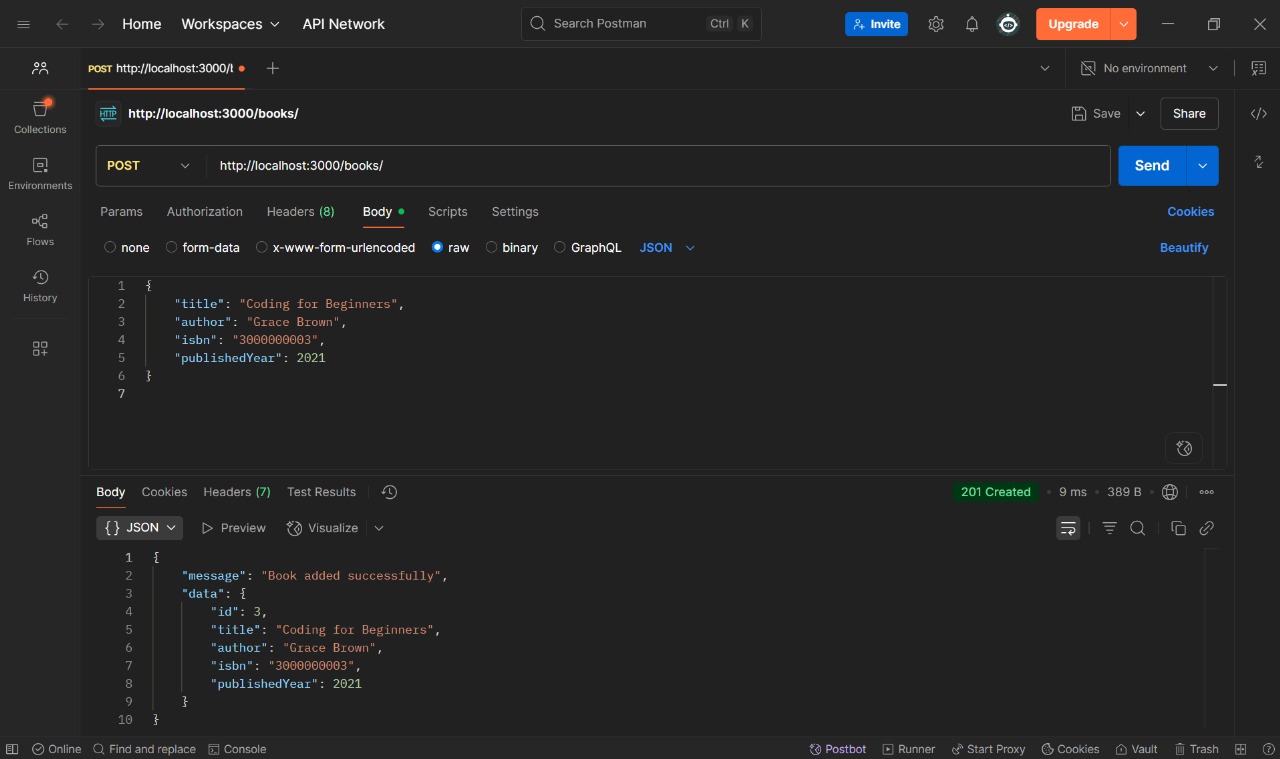 Home Workspaces API Network Search Postman Ctrl K Invite Upgrade
POST http://localhost:3000/b No environment
HTTP http://localhost:3000/books/ Save Share
Collections
POST http://localhost:3000/books/ Send
Environments
Params Authorization Headers (8) Body Scripts Settings Cookies
Flows
none form-data x-www-form-urlencoded raw binary GraphQL JSON Beautify
History
1 {
2 "title": "Coding for Beginners",
3 "author": "Grace Brown",
4 "isbn": "3000000003",
5 "publishedYear": 2021
6 }
7
Body Cookies Headers (7) Test Results 201 Created • 9 ms • 389 B
{} JSON Preview Visualize
1 {
2 "message": "Book added successfully",
3 "data": {
4 "id": 3,
5 "title": "Coding for Beginners",
6 "author": "Grace Brown",
7 "isbn": "3000000003",
8 "publishedYear": 2021
9 }
10 }
Online Find and replace Console Postbot Runner Start Proxy Cookies Vault Trash